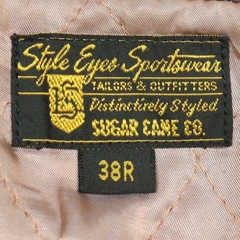 Style Eyes Sportswear
TAILORS & OUTFITTERS
Distinctively Styled
SUGAR CANE CO.
38R